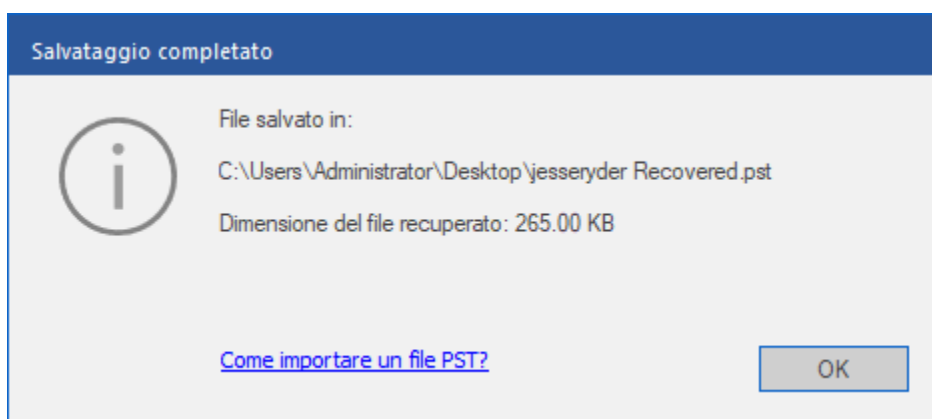 Salvataggio completato
File salvato in:
C:\Users\Administrator\Desktop\jesseryder Recovered.pst
Dimensione del file recuperato: 265.00 KB
Come importare un file PST?
OK